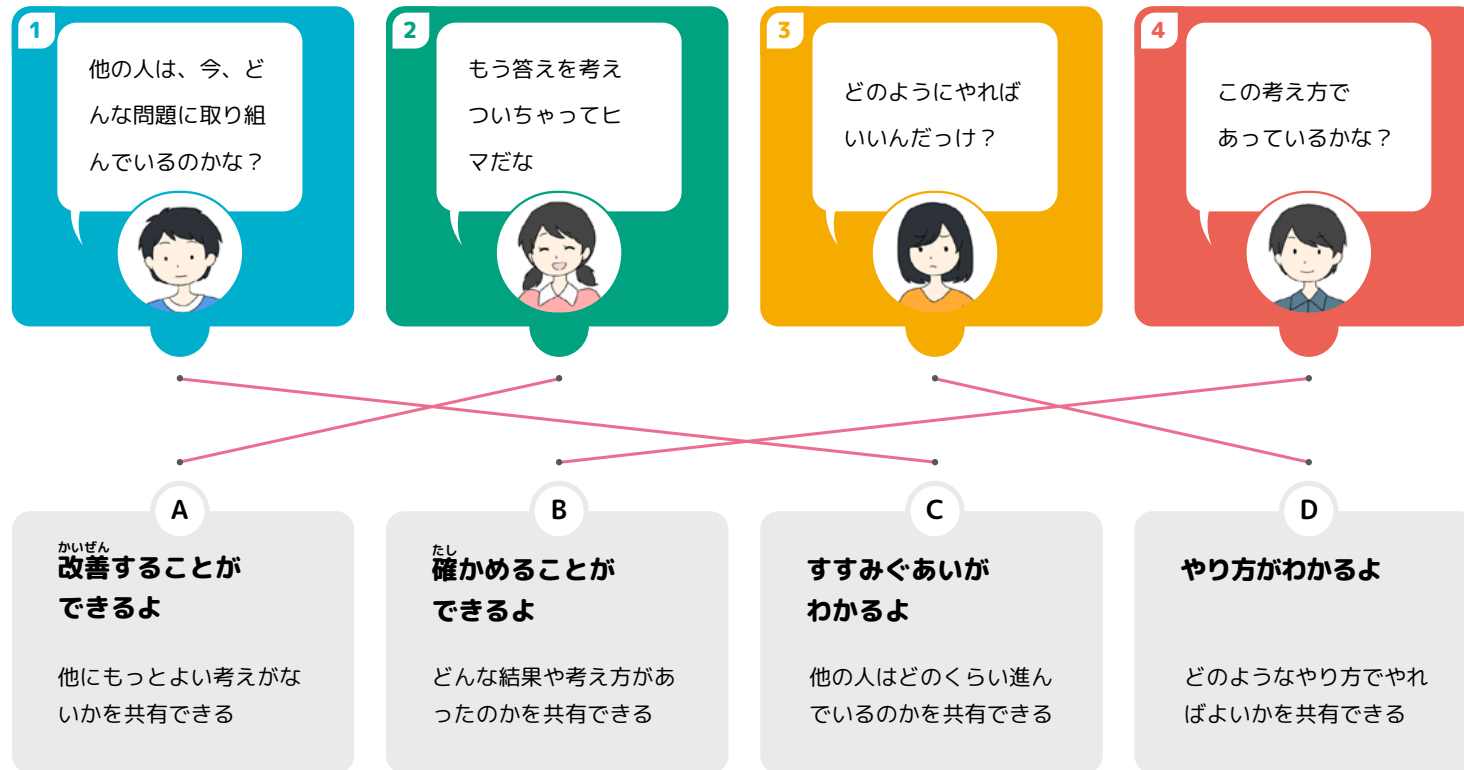 1
他の人は、今、ど
んな問題に取り組
んでいるのかな？
2
もう答えを考え
ついちゃってヒ
マだな
3
どのようにやれば
いいんだっけ？
4
この考え方で
あっているかな？
A
かいぜん
改善することが
できるよ
他にもっとよい考えがな
いかを共有できる
B
たし
確かめることが
できるよ
どんな結果や考え方があ
ったのかを共有できる
C
すすみぐあいが
わかるよ
他の人はどのくらい進ん
でいるのかを共有できる
D
やり方がわかるよ
どのようなやり方でやれ
ばよいかを共有できる